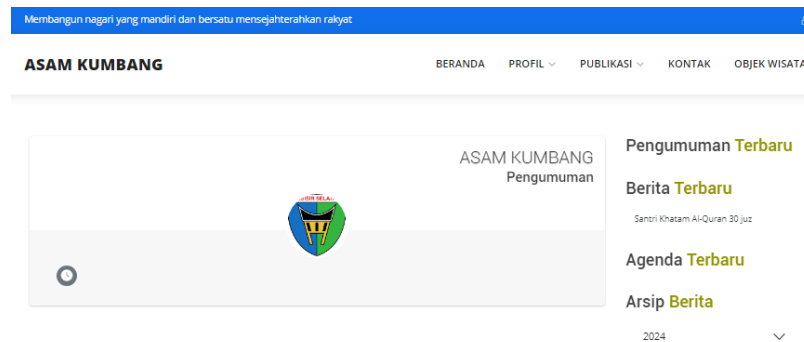 Membangun nagari yang mandiri dan bersatu mensejahterahkan rakyat
ASAM KUMBANG
BERANDA PROFIL PUBLIKASI KONTAK OBJEK WISATA
ASAM KUMBANG
Pengumuman
Pengumuman Terbaru
Berita Terbaru
Santri Khatam Al-Quran 30 juz
Agenda Terbaru
Arsip Berita
2024